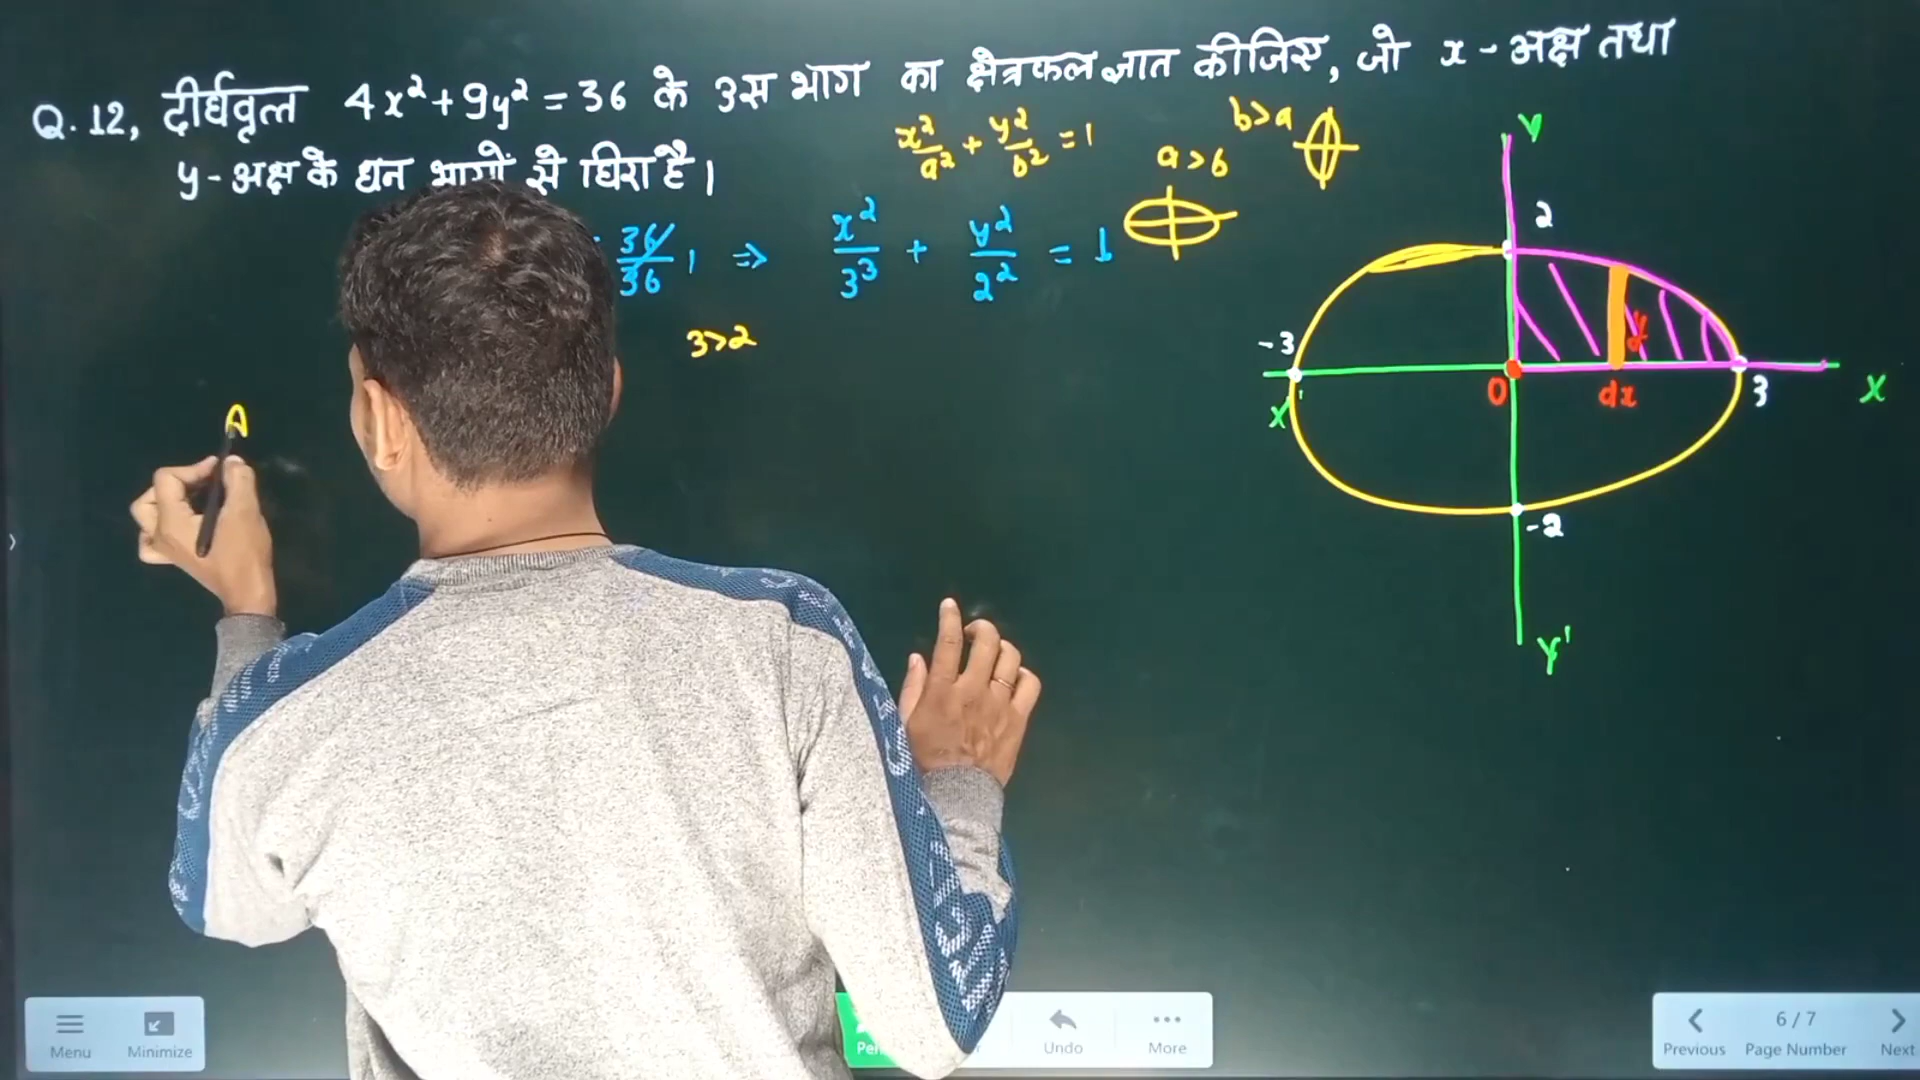 Q. 12, दीर्घवृत्त 4x²+9y²=36 के उस भाग का क्षेत्रफल ज्ञात कीजिए, जो x-अक्ष तथा
y-अक्ष के धन भागों से घिरा है।
x²/a² + y²/b² = 1
a>b
b>a
36/36 1 ⇒ x²/3³ + y²/2² = 1
3>2
A
Y
2
-3
X'
O
y
dx
3
X
-2
Y'
Menu
Minimize
Undo
More
6/7
Previous
Page Number
Next